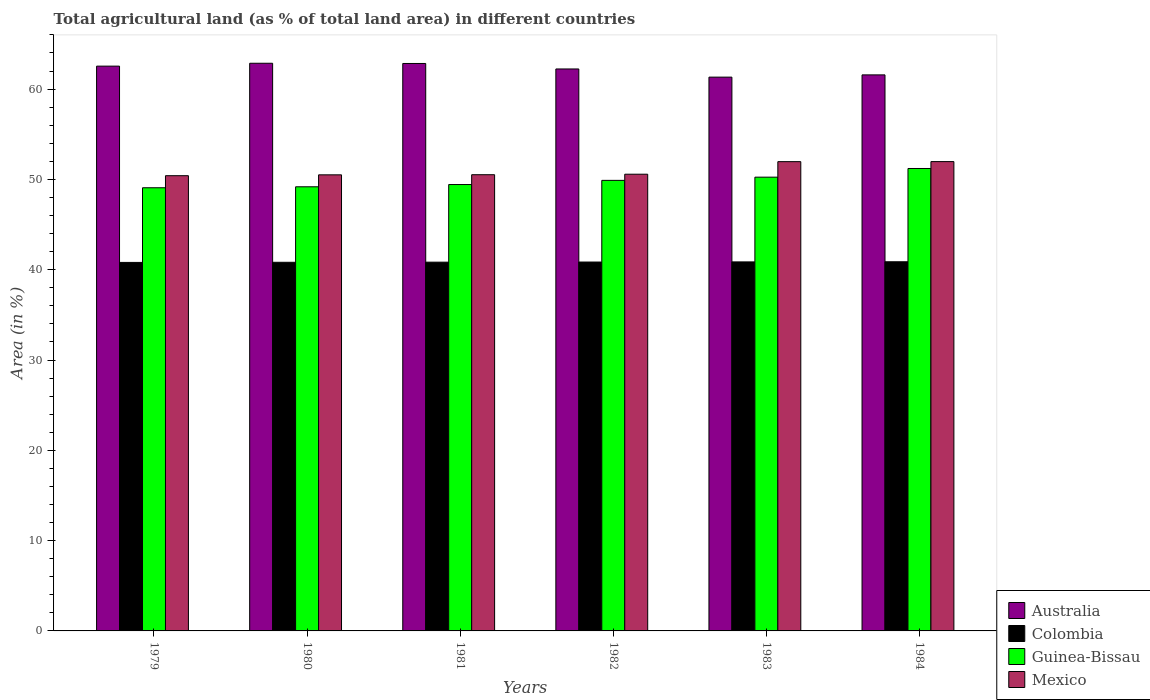 Total agricultural land (as % of total land area) in different countries
Area (in %)
60
50
40
30
20
10
0
1979
1980
1981
1982
1983
1984
Years
Australia
Colombia
Guinea-Bissau
Mexico